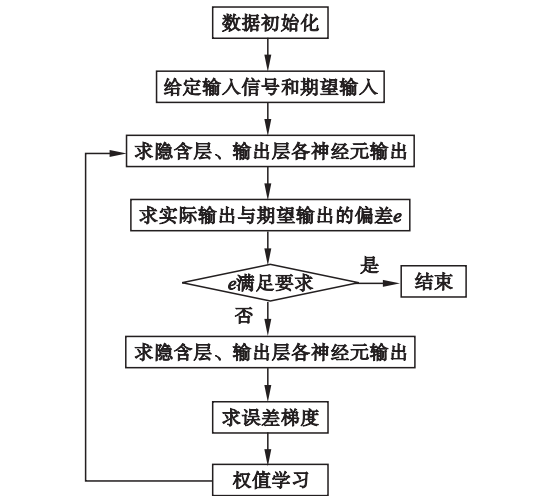 数据初始化
给定输入信号和期望输入
求隐含层、输出层各神经元输出
求实际输出与期望输出的偏差e
e满足要求
是
结束
否
求隐含层、输出层各神经元输出
求误差梯度
权值学习